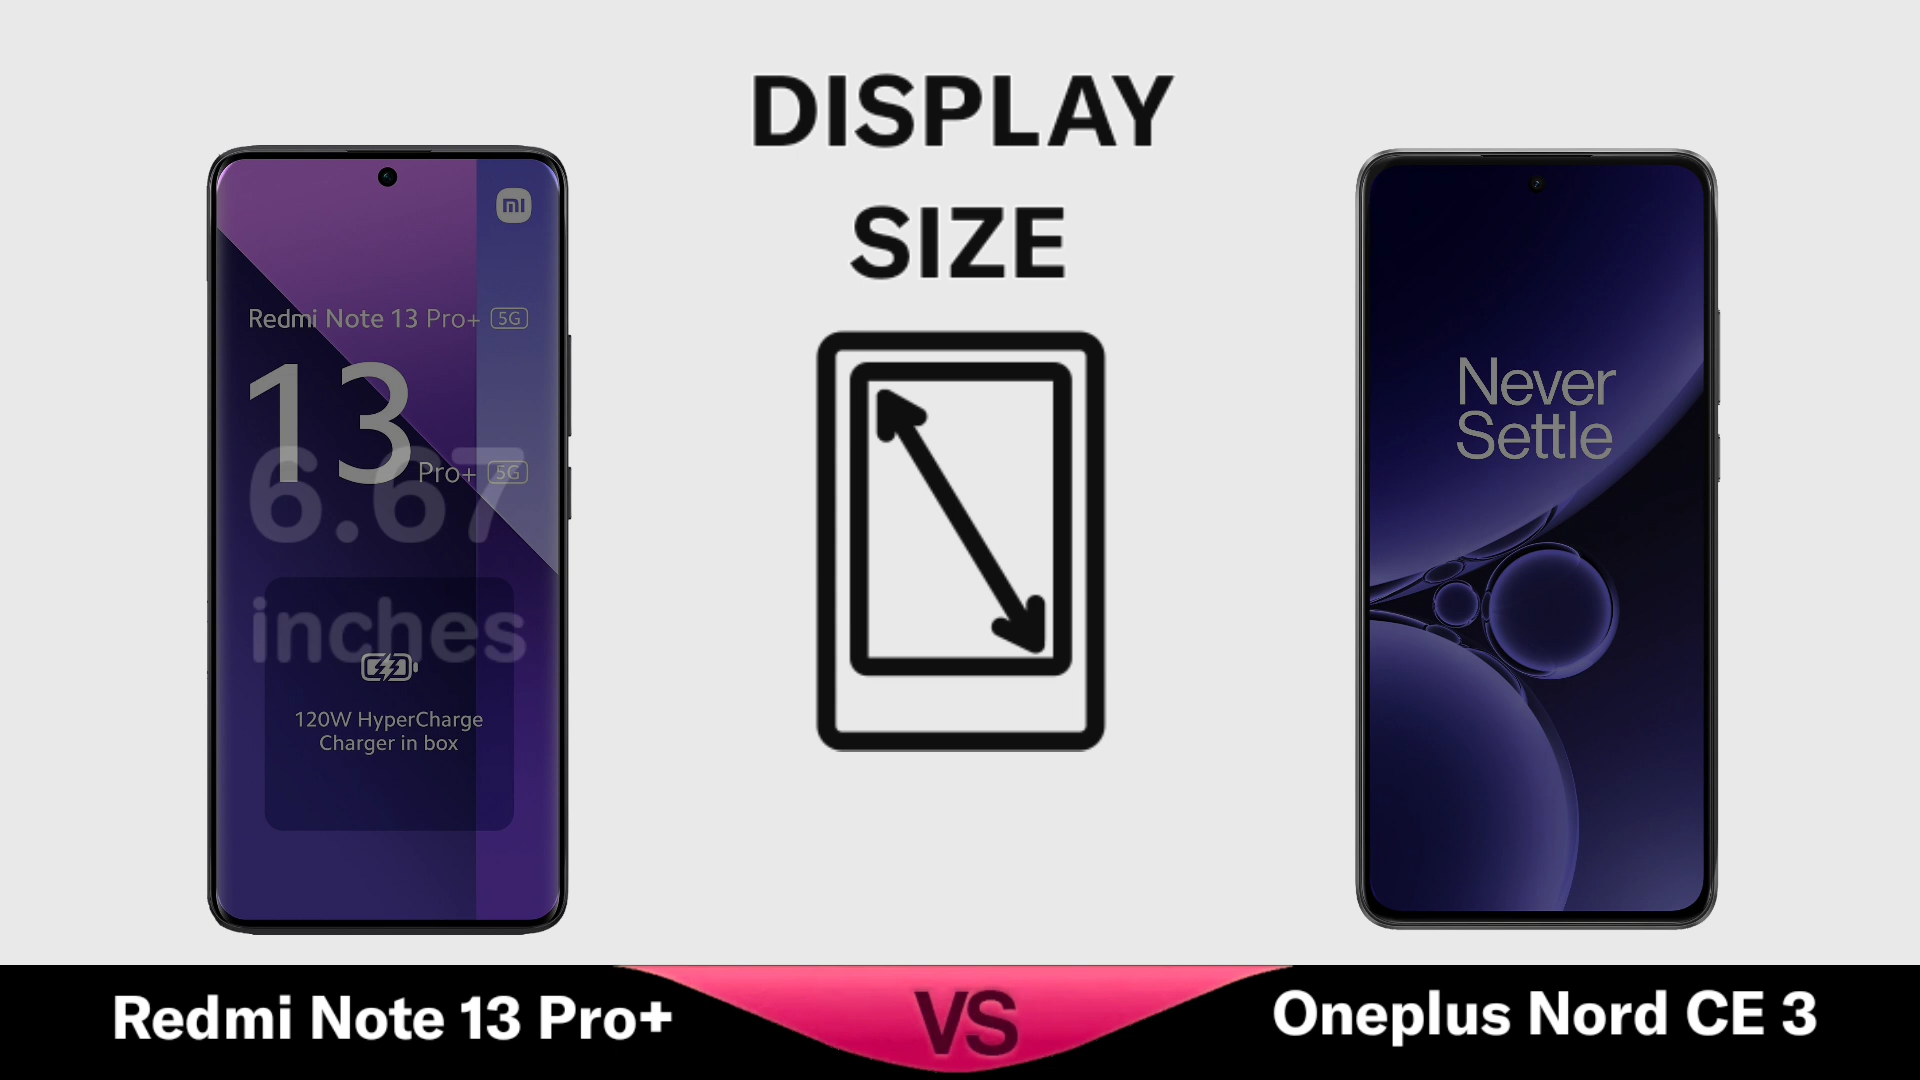 DISPLAY
SIZE
mi
Redmi Note 13 Pro+ 5G
13 Pro+ 5G
6.67
inches
120W HyperCharge
Charger in box
Never
Settle
Redmi Note 13 Pro+
VS
Oneplus Nord CE 3